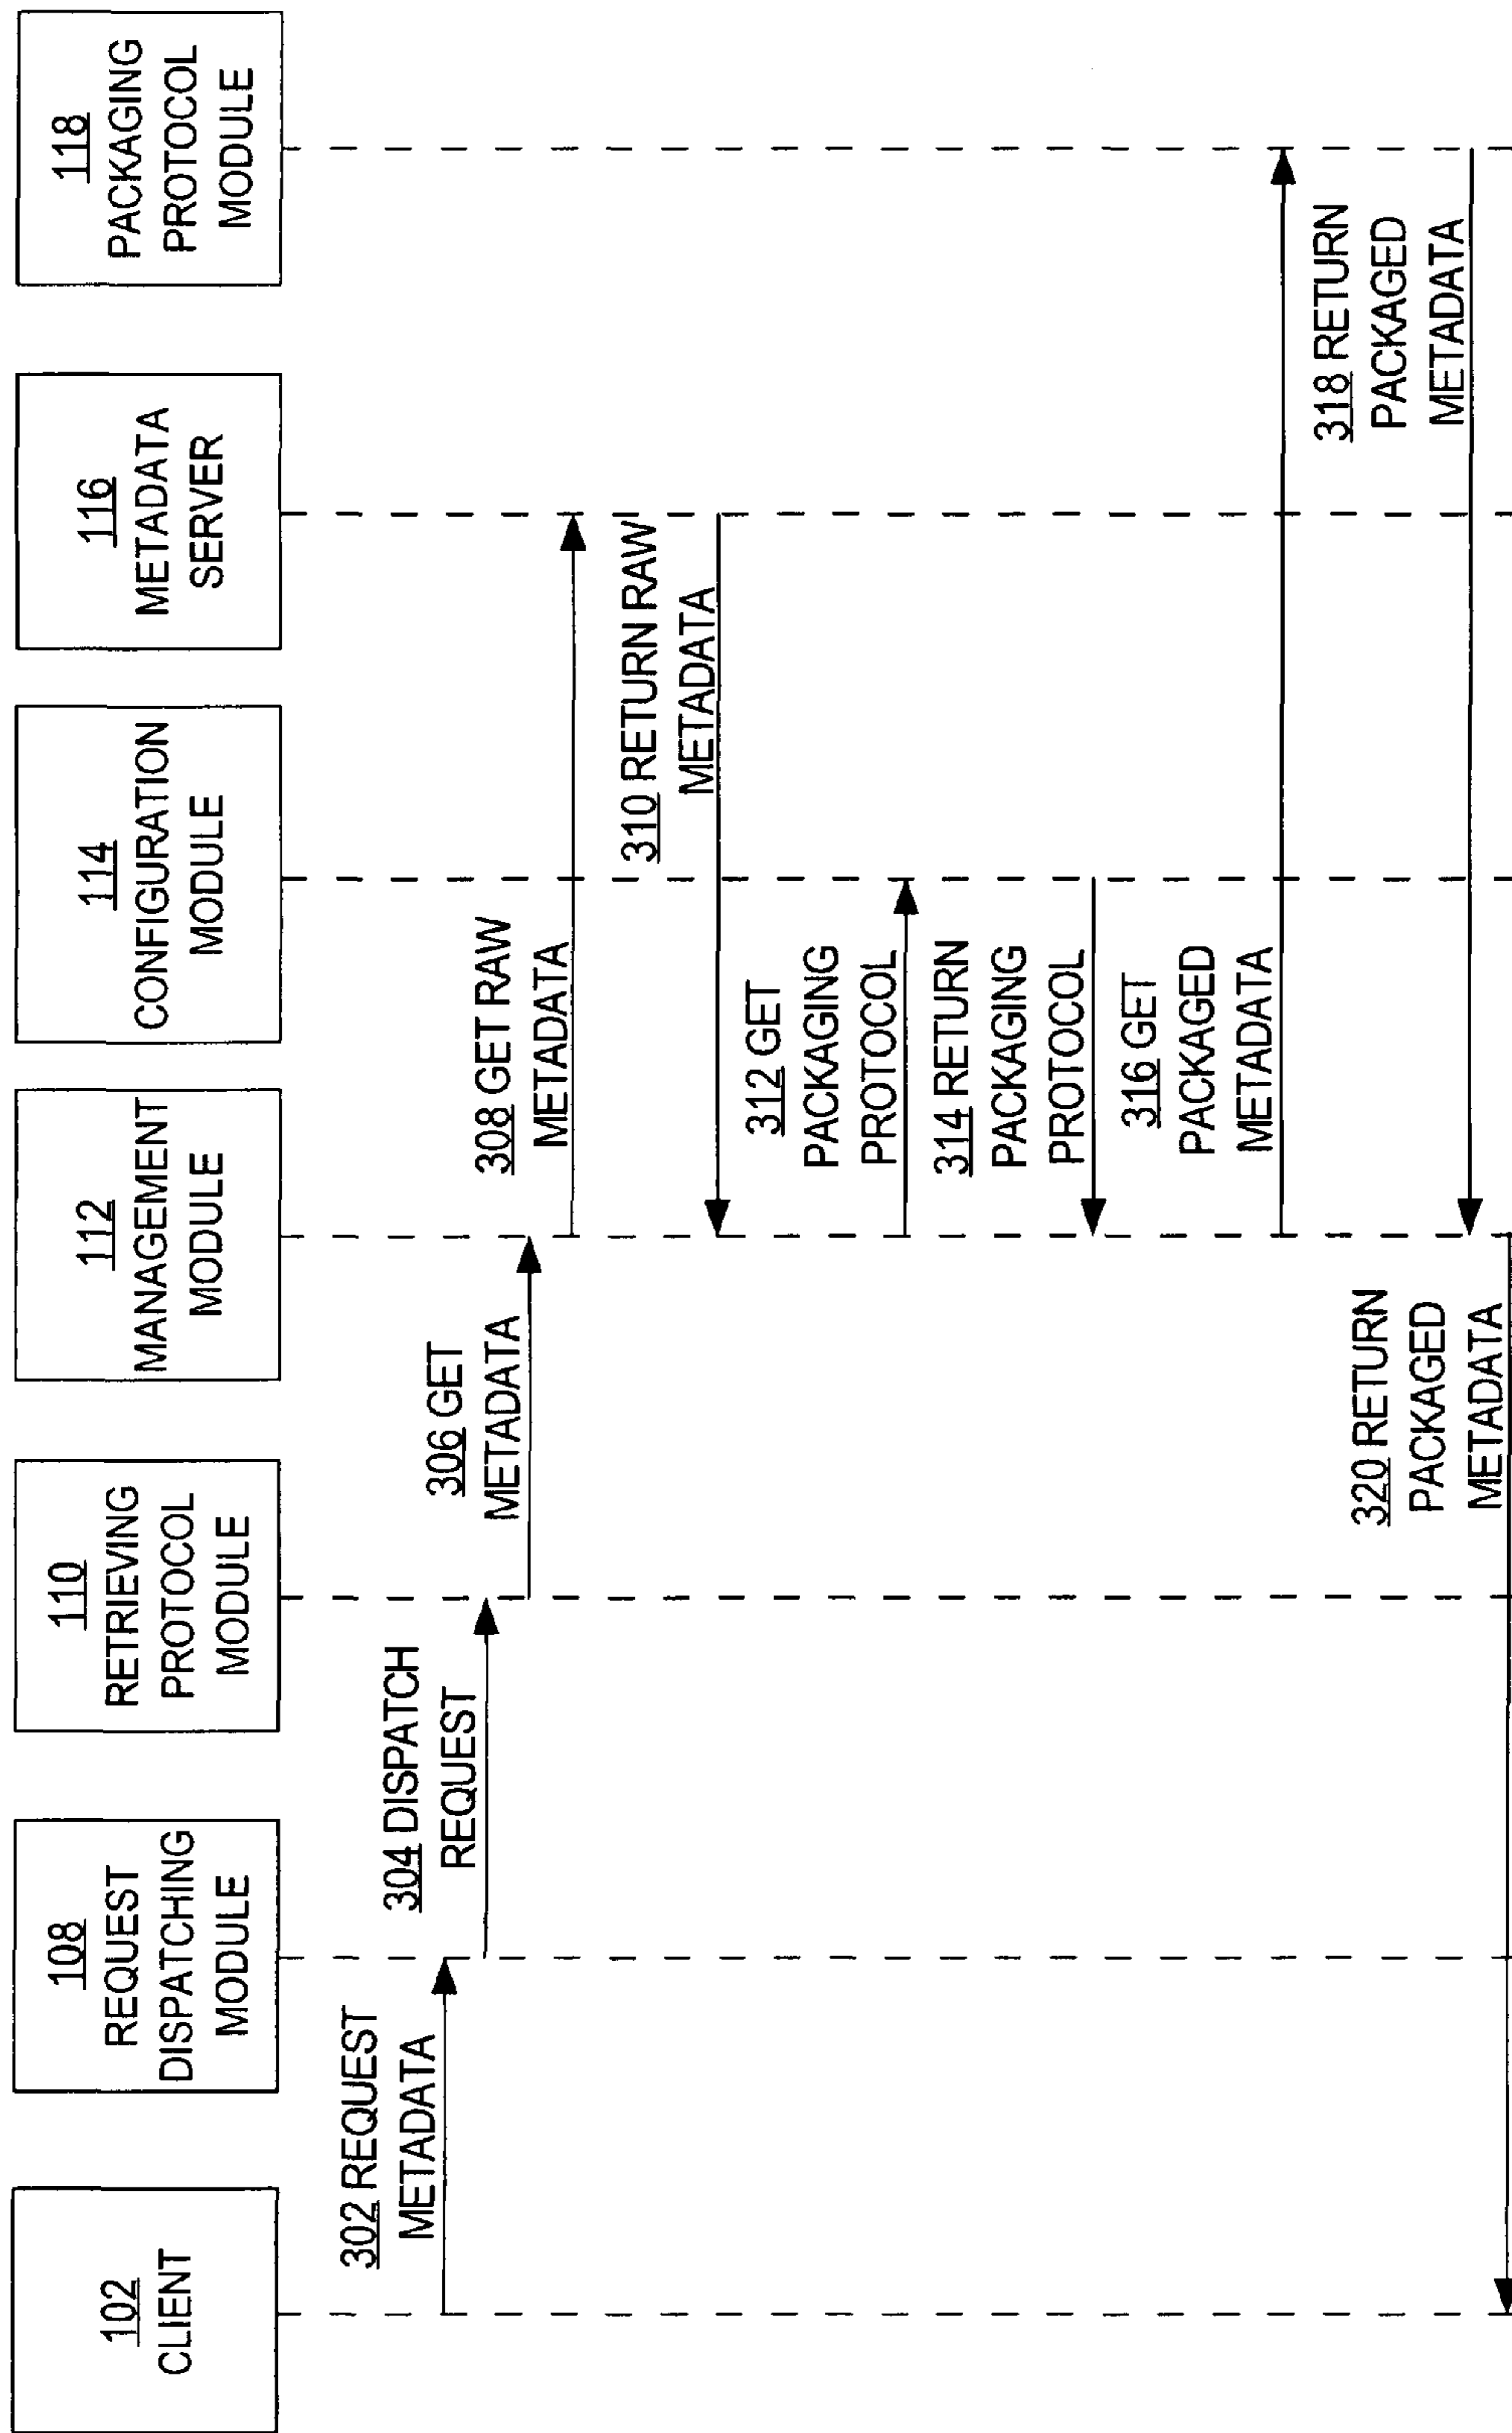 102
CLIENT
108
REQUEST
DISPATCHING
MODULE
110
RETRIEVING
PROTOCOL
MODULE
112
MANAGEMENT
MODULE
114
CONFIGURATION
MODULE
116
METADATA
SERVER
118
PACKAGING
PROTOCOL
MODULE
302 REQUEST
METADATA
304 DISPATCH
REQUEST
306 GET
METADATA
308 GET RAW
METADATA
310 RETURN RAW
METADATA
312 GET
PACKAGING
PROTOCOL
314 RETURN
PACKAGING
PROTOCOL
316 GET
PACKAGED
METADATA
318 RETURN
PACKAGED
METADATA
320 RETURN
PACKAGED
METADATA